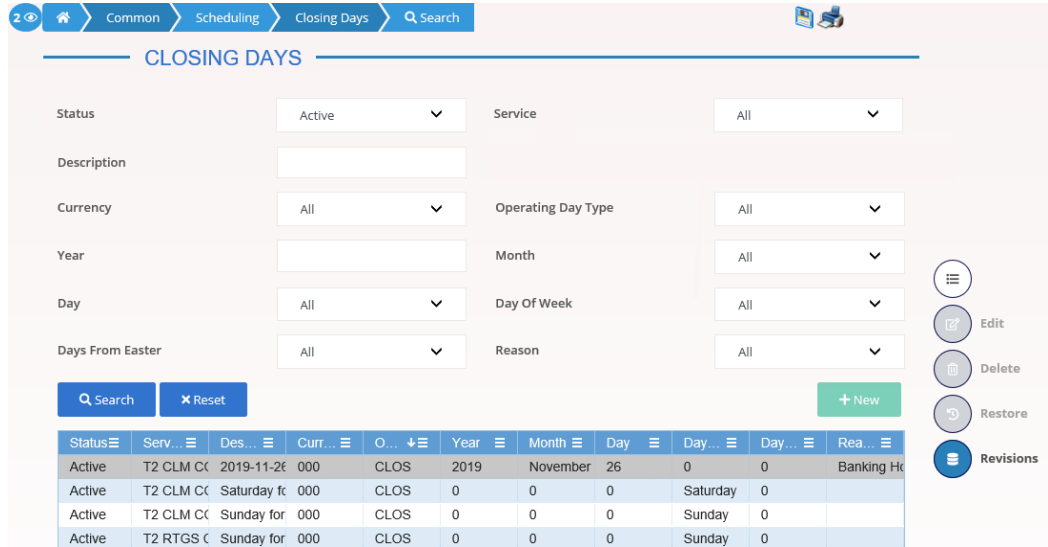 2 Common Scheduling Closing Days Search
CLOSING DAYS
Status Active Service All
Description
Currency All Operating Day Type All
Year Month All
Day All Day Of Week All
Days From Easter All Reason All
Edit
Delete
Restore
Revisions
Search Reset + New
Status Serv... Des... Curr... O... Year Month Day Day... Day... Rea...
Active T2 CLM CC 2019-11-26 000 CLOS 2019 November 26 0 0 Banking Ho
Active T2 CLM CC Saturday fo 000 CLOS 0 0 0 Saturday 0
Active T2 CLM CC Sunday for 000 CLOS 0 0 0 Sunday 0
Active T2 RTGS C Sunday for 000 CLOS 0 0 0 Sunday 0